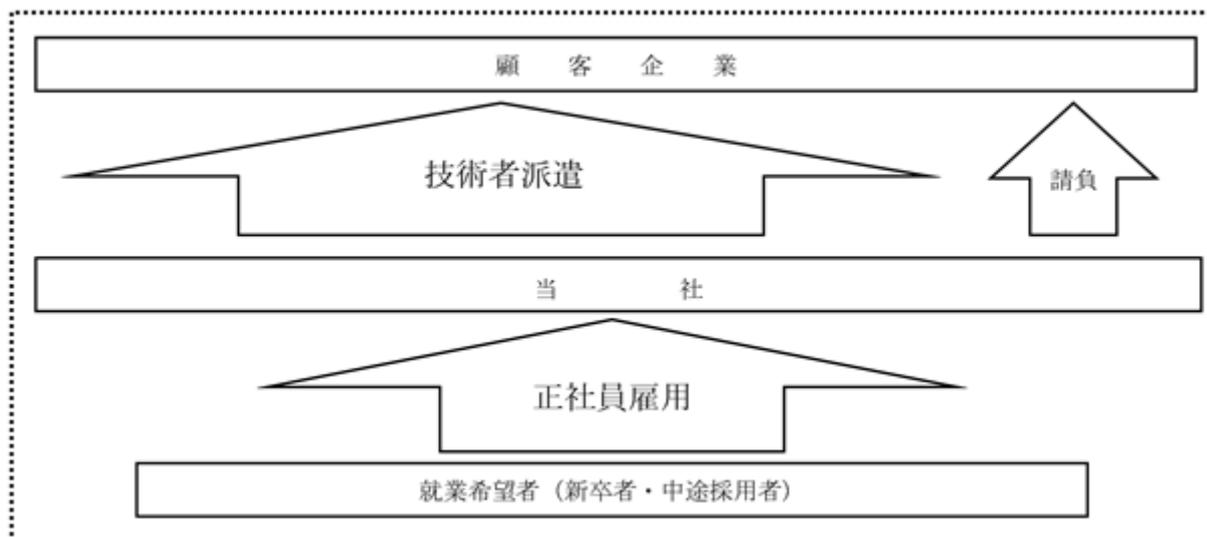 顧客企業
技術者派遣
請負
当社
正社員雇用
就業希望者（新卒者・中途採用者）